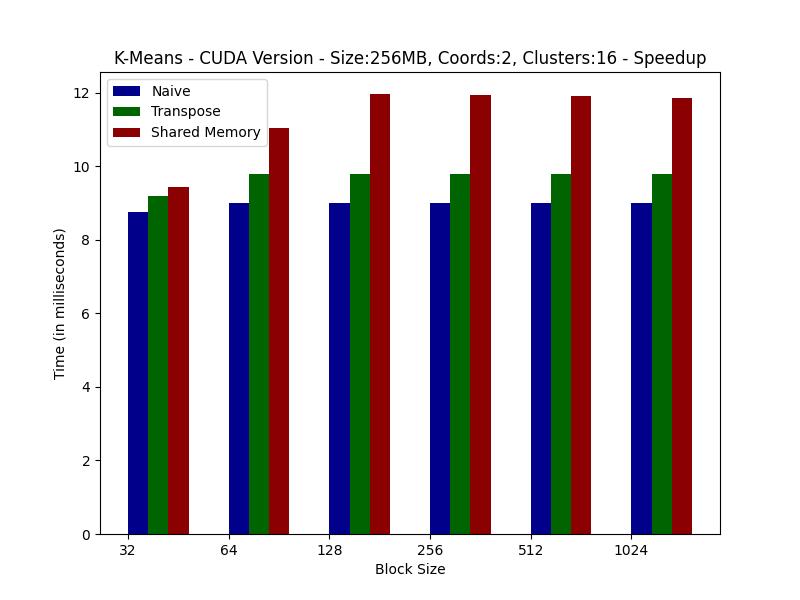 K-Means - CUDA Version - Size:256MB, Coords:2, Clusters:16 - Speedup
Naive
Transpose
Shared Memory
Time (in milliseconds)
12
10
8
6
4
2
0
32 64 128 256 512 1024
Block Size